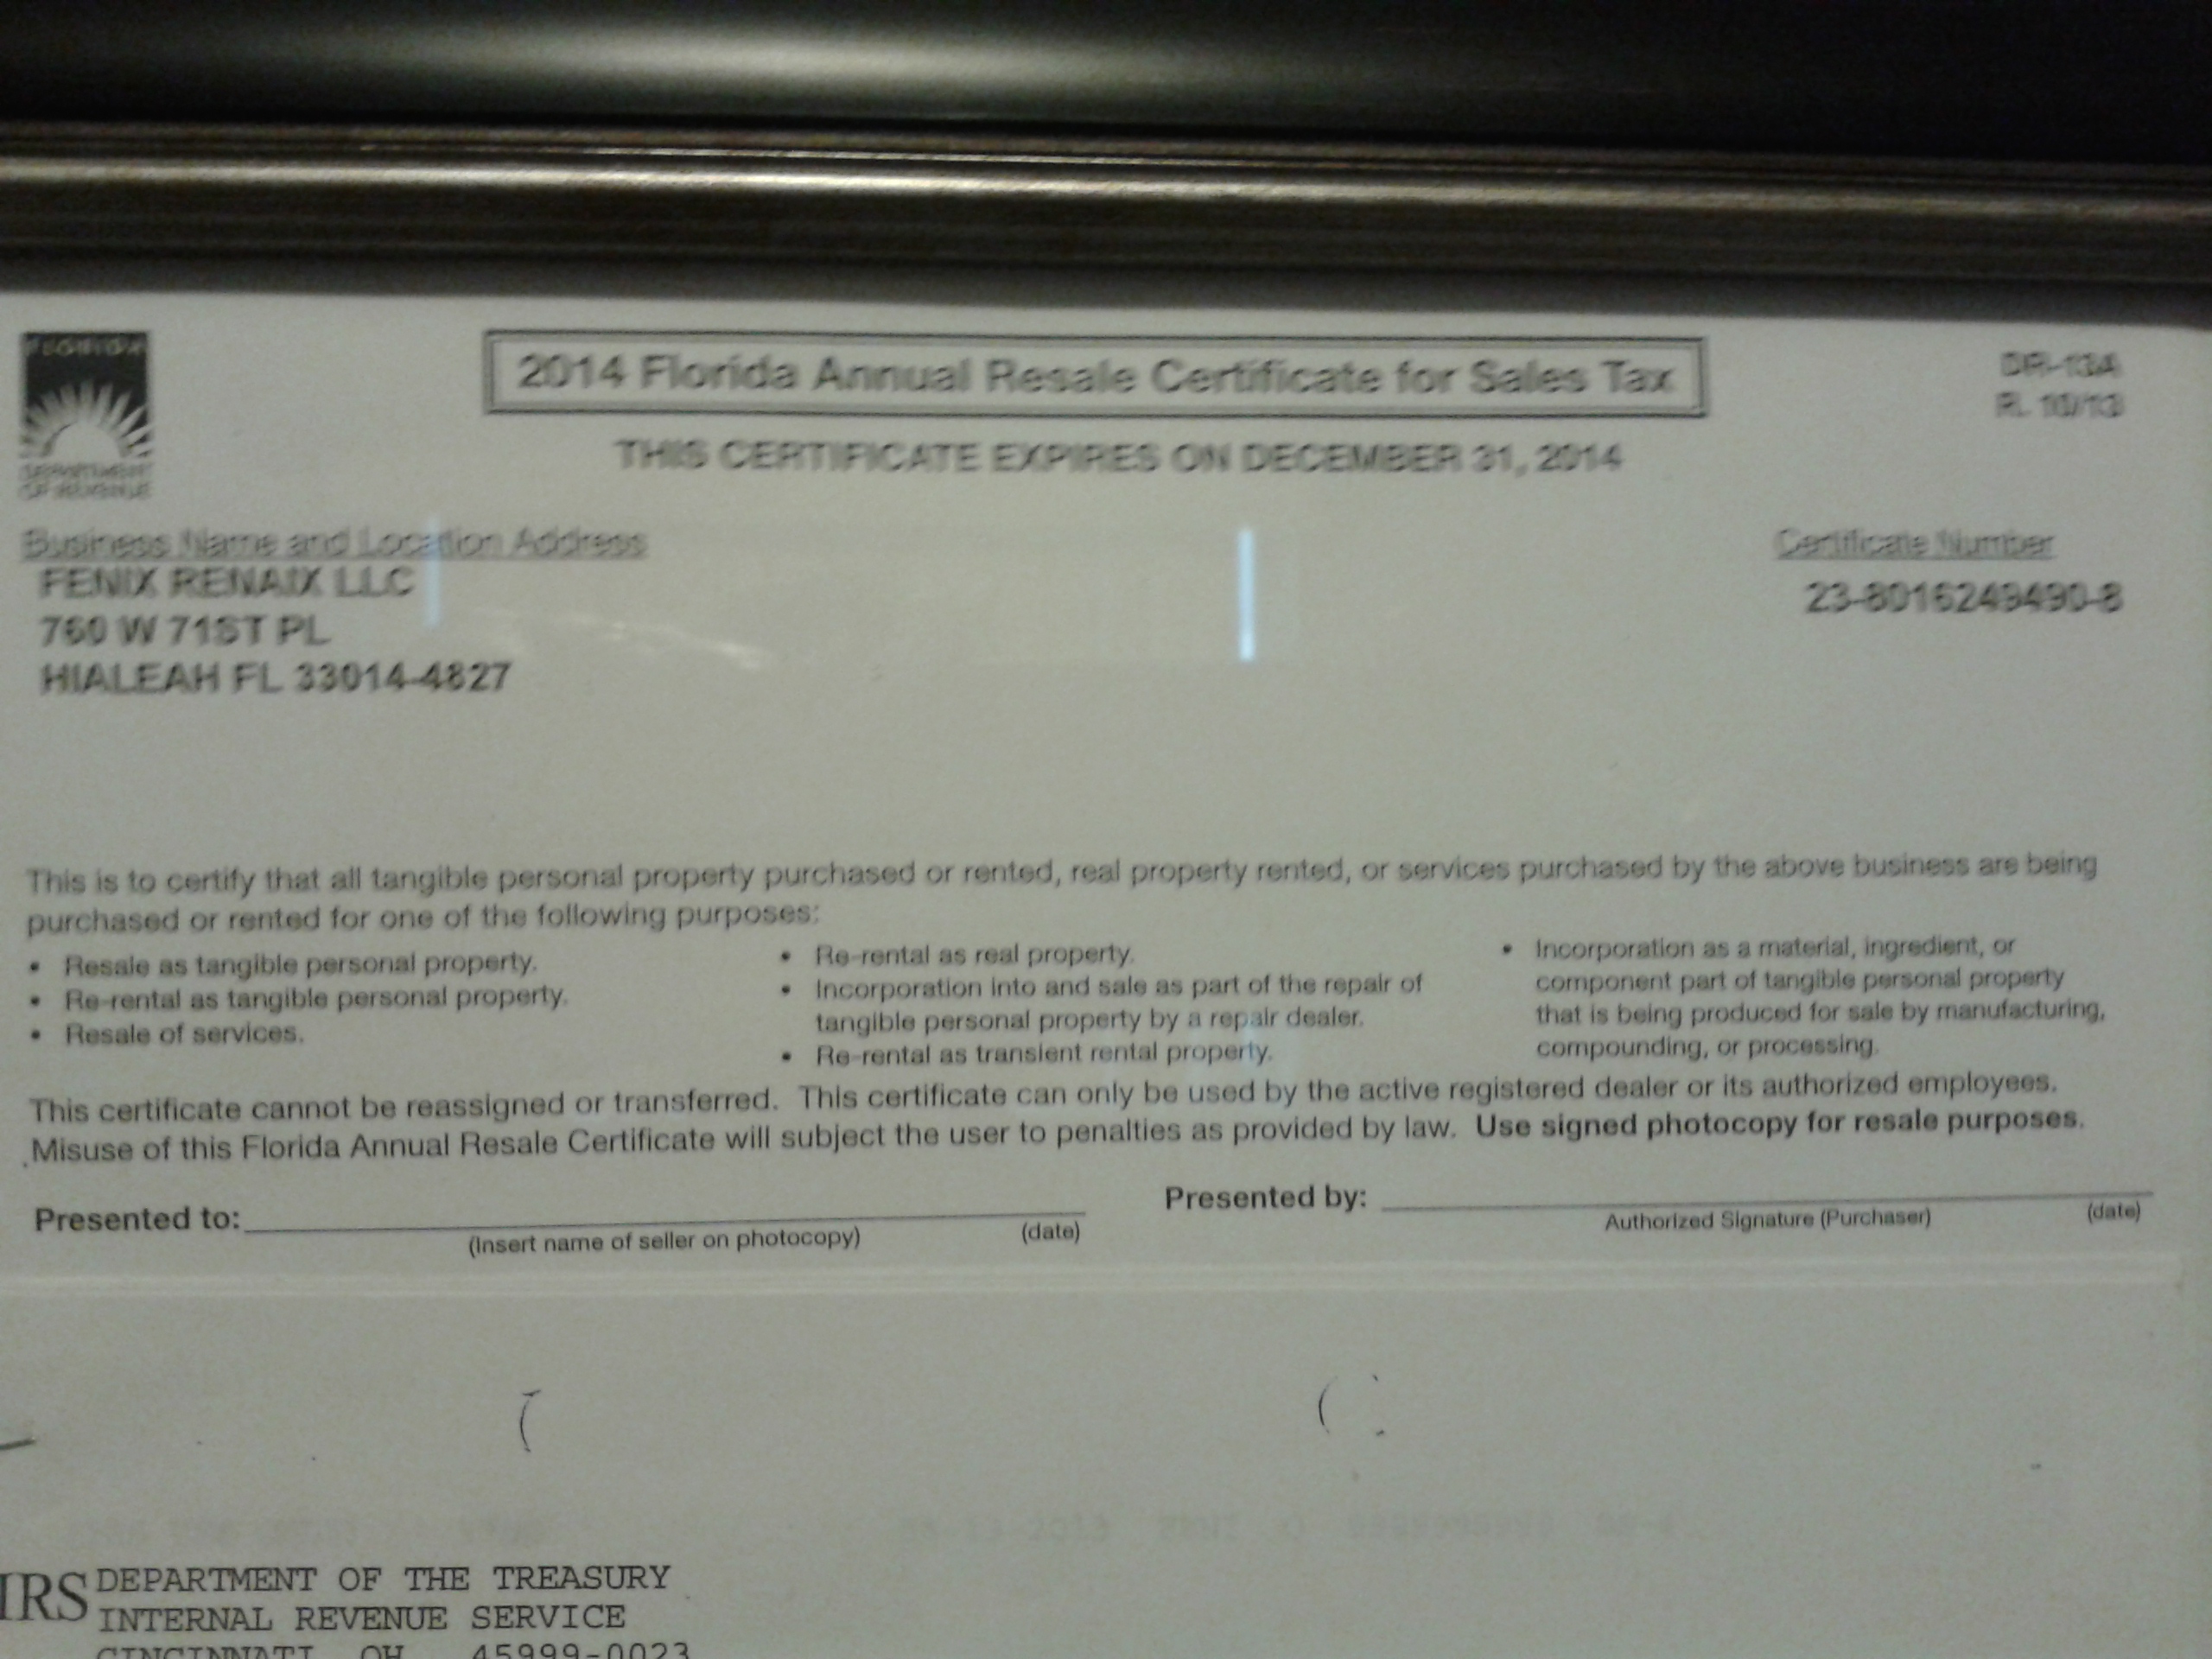 FLORIDA
DEPARTMENT
OF REVENUE
2014 Florida Annual Resale Certificate for Sales Tax
DR-13A
R. 10/13
THIS CERTIFICATE EXPIRES ON DECEMBER 31, 2014
Business Name and Location Address
Certificate Number
FENIX RENAIX LLC
23-8016249490-8
760 W 71ST PL
HIALEAH FL 33014-4827
This is to certify that all tangible personal property purchased or rented, real property rented, or services purchased by the above business are being
purchased or rented for one of the following purposes:
• Resale as tangible personal property.
• Re-rental as tangible personal property.
• Resale of services.
• Re-rental as real property.
• Incorporation into and sale as part of the repair of
tangible personal property by a repair dealer.
• Re-rental as transient rental property.
• Incorporation as a material, ingredient, or
component part of tangible personal property
that is being produced for sale by manufacturing,
compounding, or processing.
This certificate cannot be reassigned or transferred. This certificate can only be used by the active registered dealer or its authorized employees.
Misuse of this Florida Annual Resale Certificate will subject the user to penalties as provided by law. Use signed photocopy for resale purposes.
Presented to:
(Insert name of seller on photocopy) (date)
Presented by:
Authorized Signature (Purchaser) (date)
IRS DEPARTMENT OF THE TREASURY
INTERNAL REVENUE SERVICE
CINCINNATI OH 45999-0023